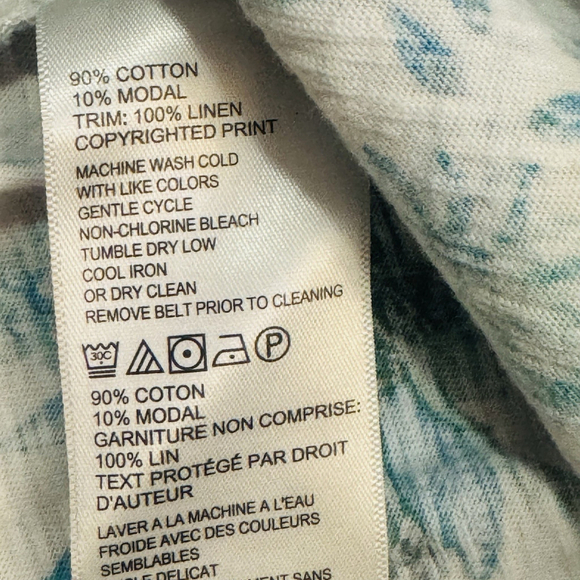 90% COTTON
10% MODAL
TRIM: 100% LINEN
COPYRIGHTED PRINT
MACHINE WASH COLD
WITH LIKE COLORS
GENTLE CYCLE
NON-CHLORINE BLEACH
TUMBLE DRY LOW
COOL IRON
OR DRY CLEAN
REMOVE BELT PRIOR TO CLEANING
30C P
90% COTON
10% MODAL
GARNITURE NON COMPRISE:
100% LIN
TEXT PROTÉGÉ PAR DROIT
D'AUTEUR
LAVER A LA MACHINE A L'EAU
FROIDE AVEC DES COULEURS
SEMBLABLES
DELICAT
SANS